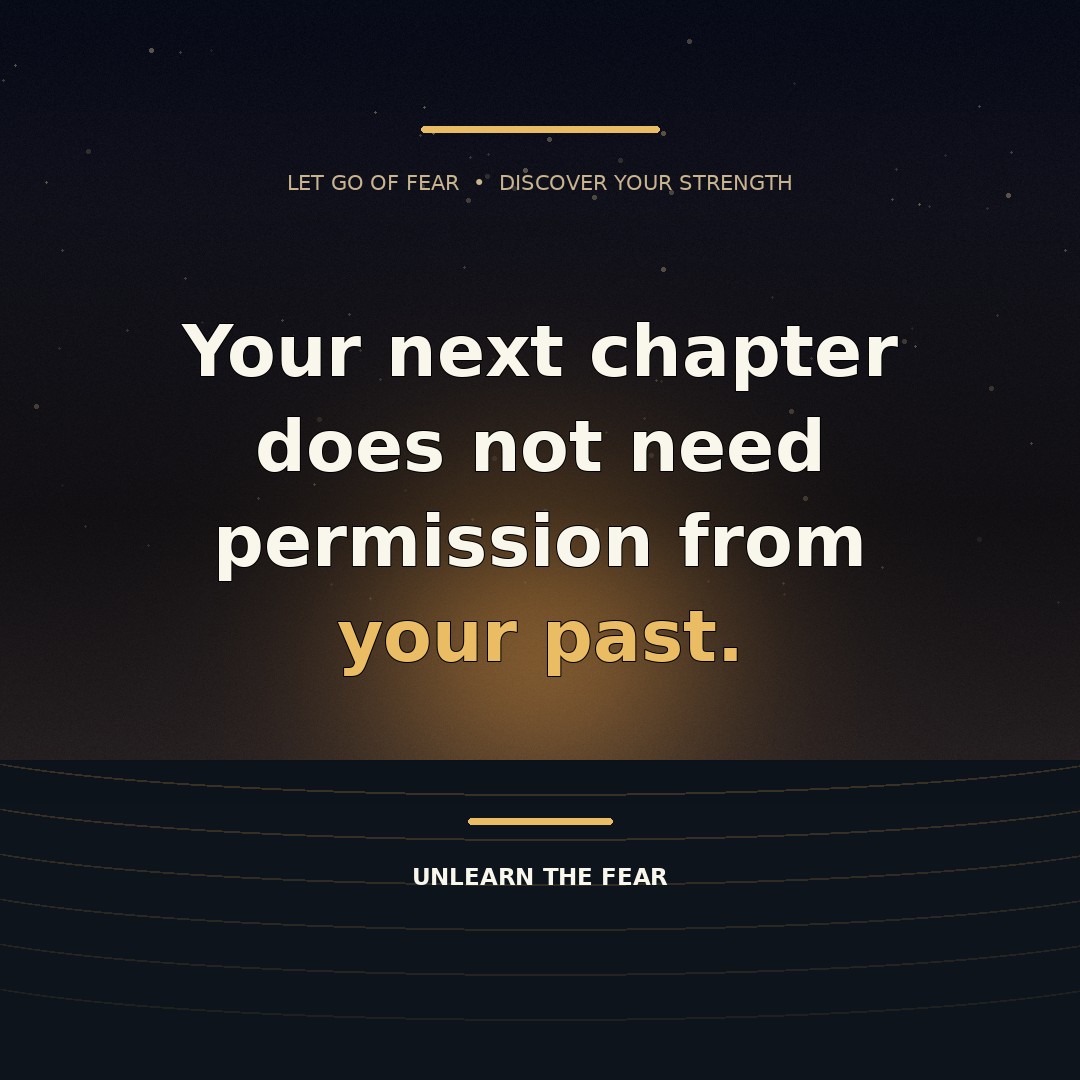 LET GO OF FEAR • DISCOVER YOUR STRENGTH
Your next chapter
does not need
permission from
your past.
UNLEARN THE FEAR